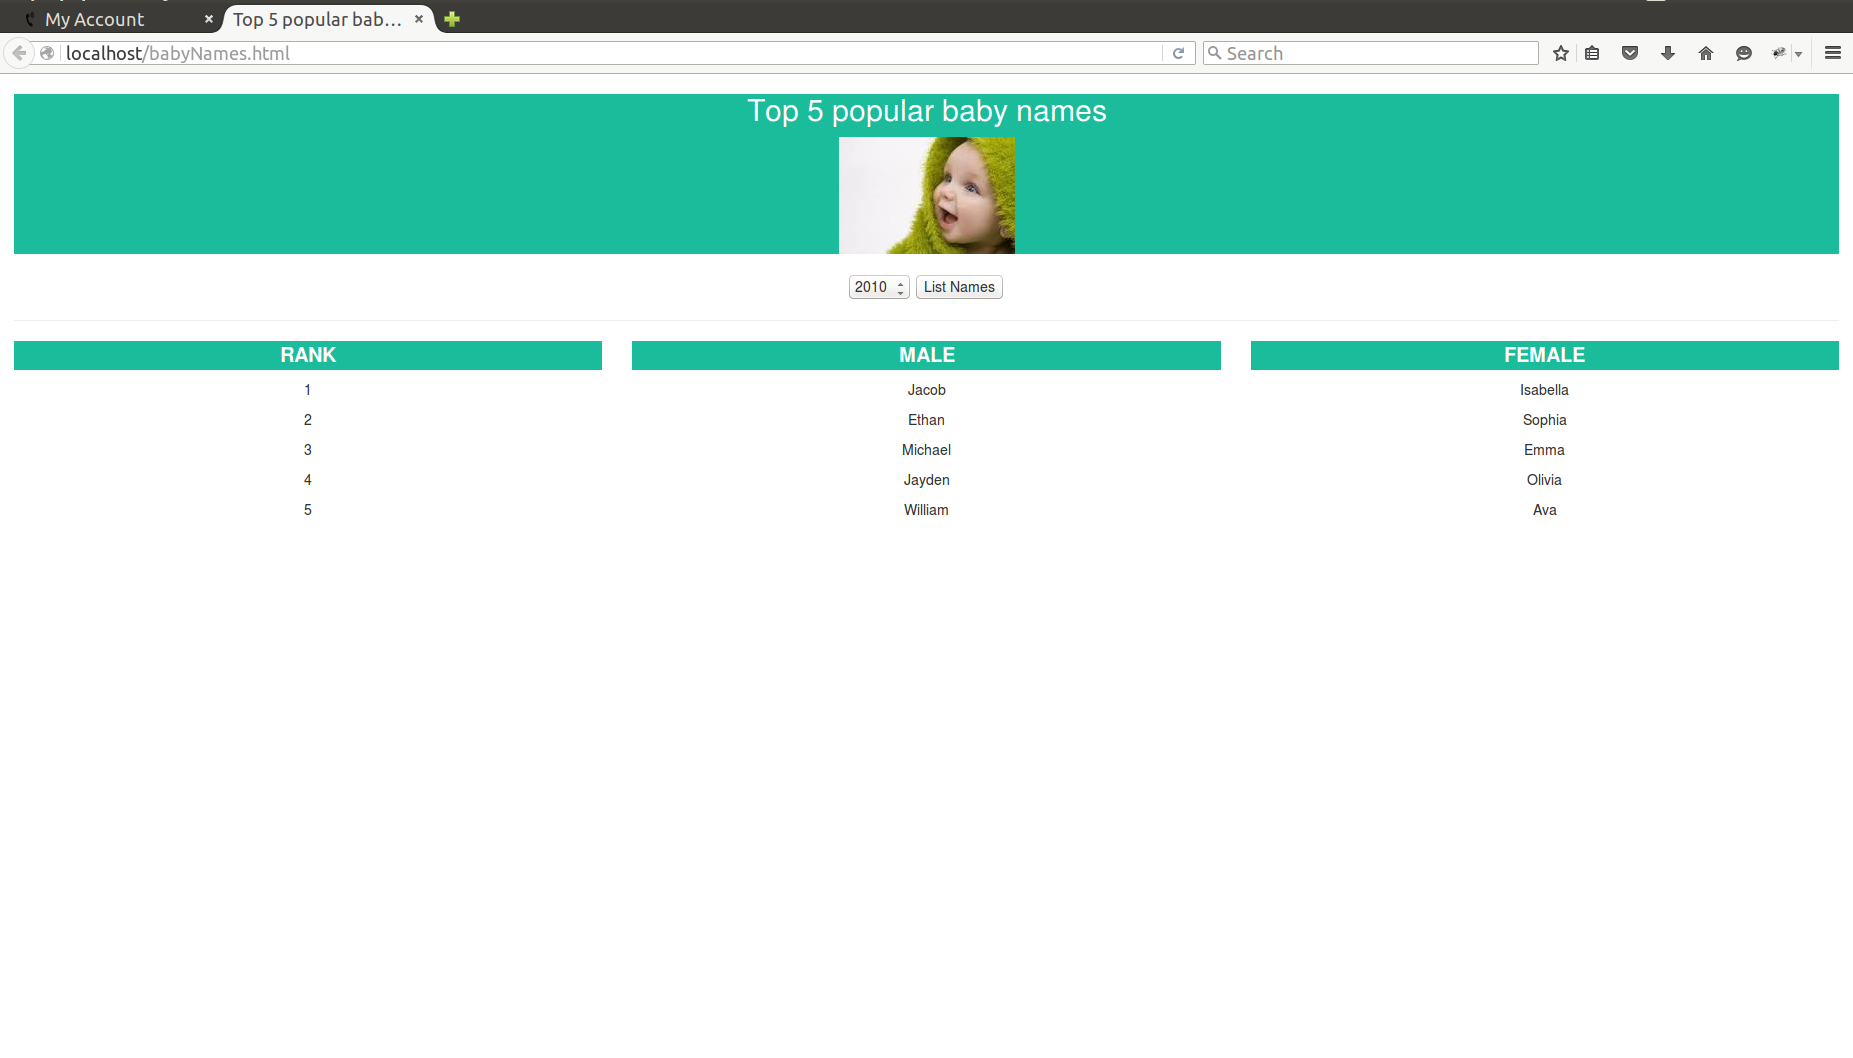 My Account
Top 5 popular bab...
localhost/babyNames.html
Search
Top 5 popular baby names
2010 List Names
RANK MALE FEMALE
1 Jacob Isabella
2 Ethan Sophia
3 Michael Emma
4 Jayden Olivia
5 William Ava